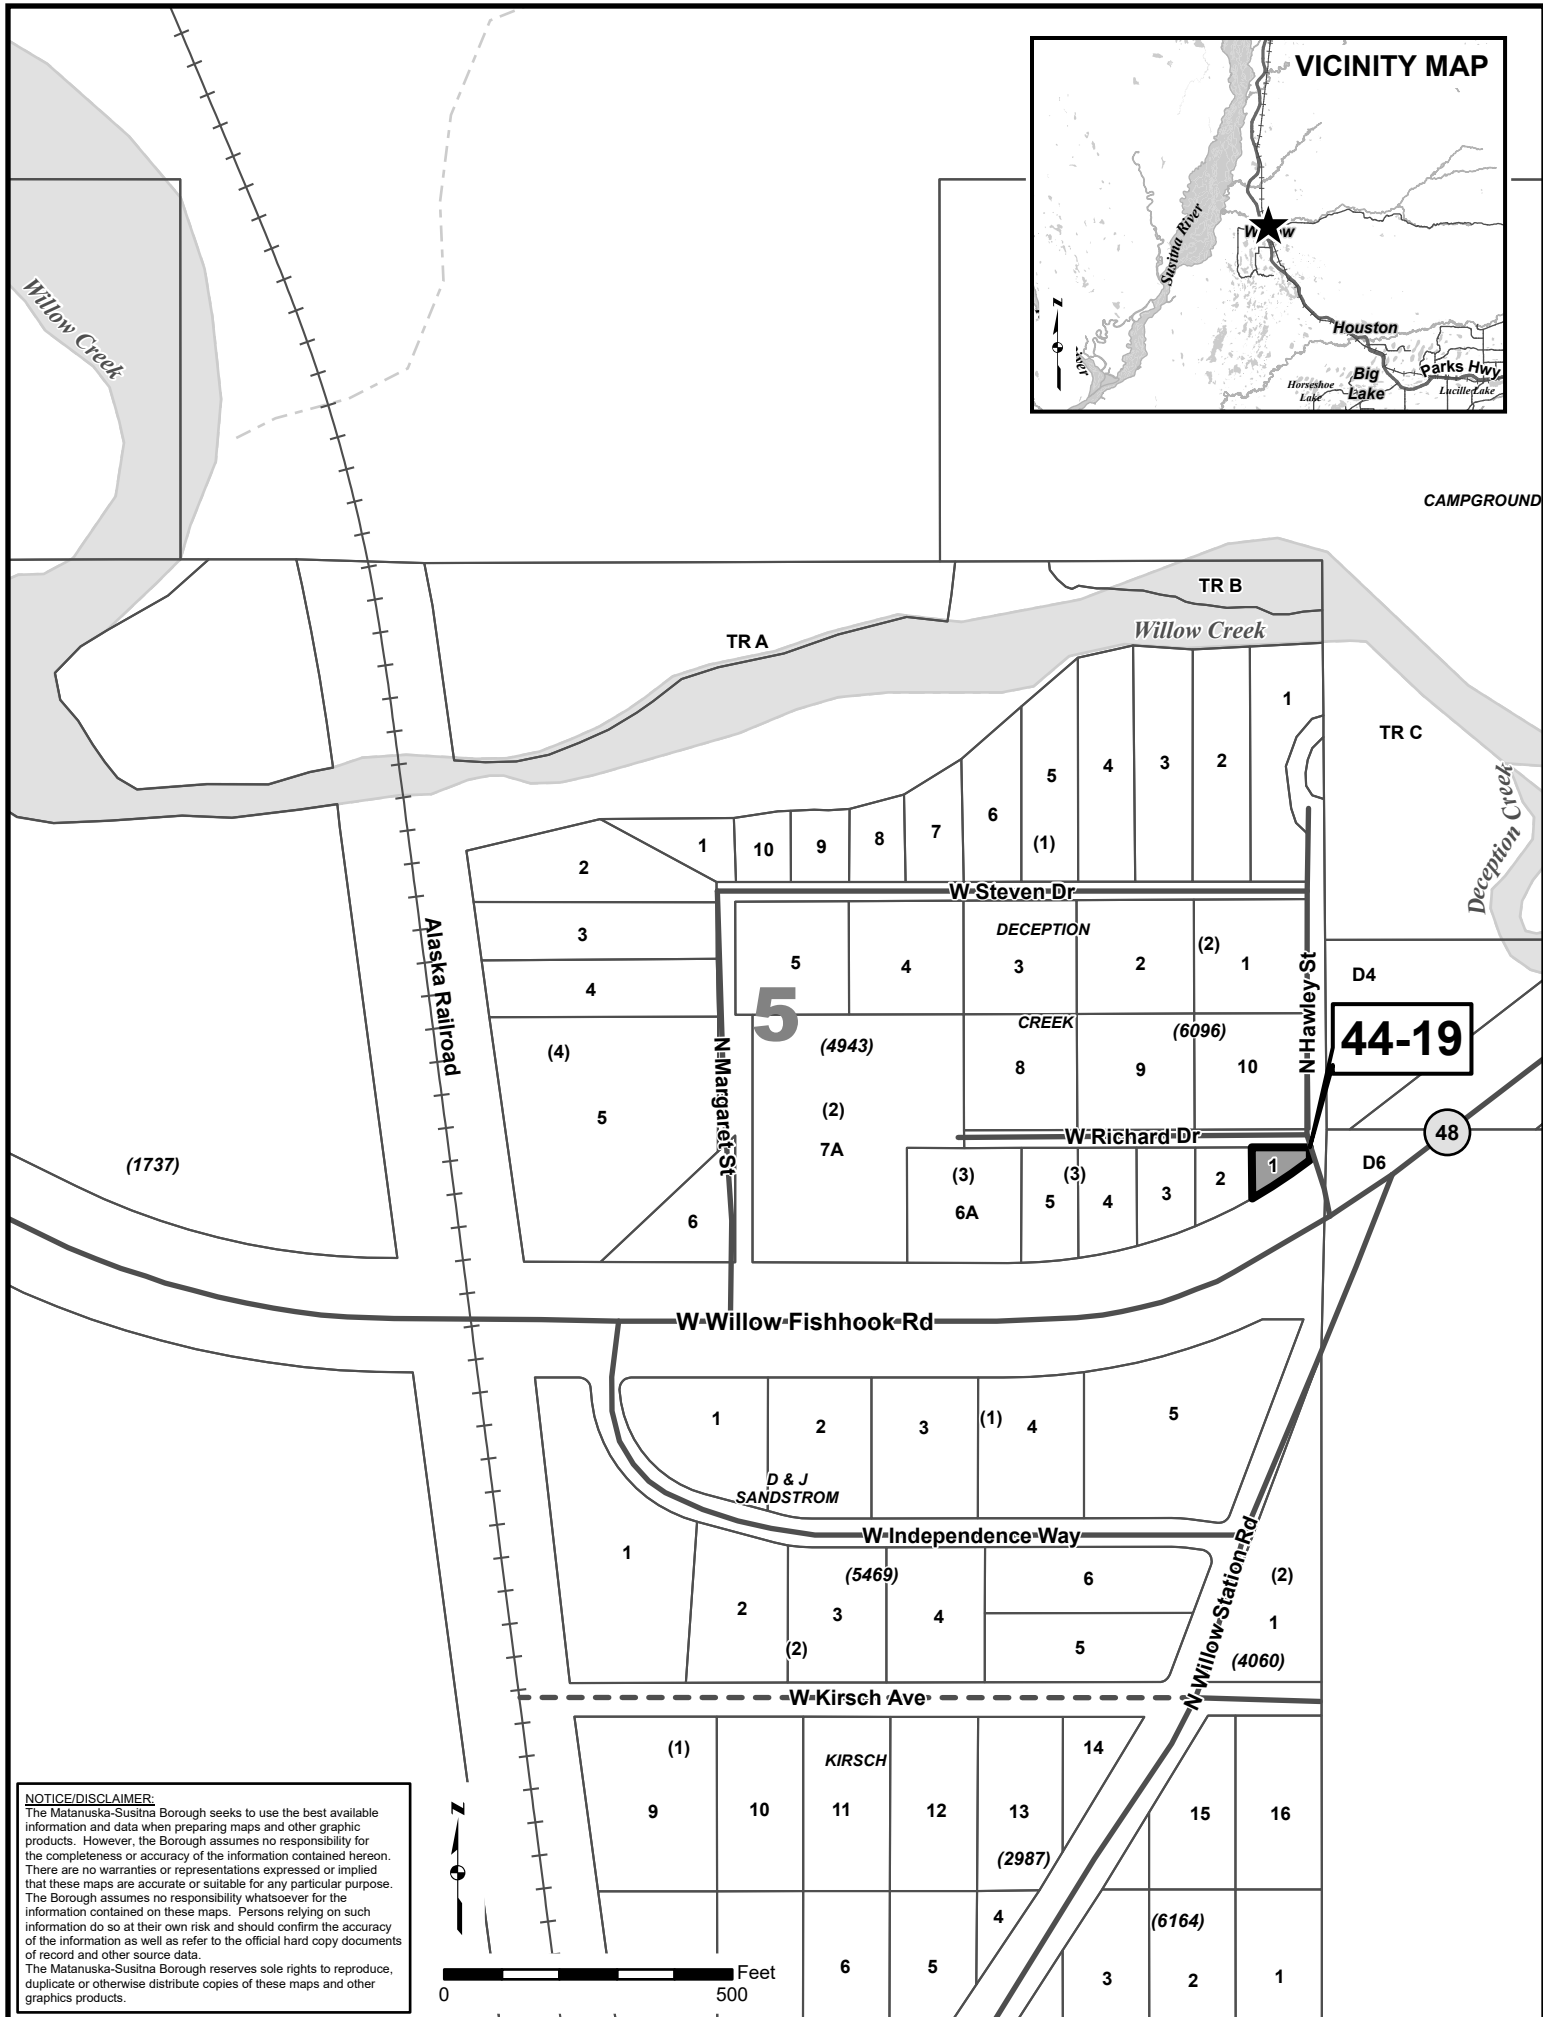 VICINITY MAP
Susitna River
Houston
Parks Hwy
Big
Lake
Horseshoe
Lake
Lucille Lake
z
CAMPGROUND
Willow Creek
TR B
Willow Creek
TR A
1
TR C
2
3
4
5
6
(1)
7
8
9
10
1
2
Deception Creek
W Steven Dr
DECEPTION
3
4
5
4
3
2
(2)
1
D4
Alaska Railroad
N Margaret St
N Hawley St
5
CREEK
(6096)
44-19
(4943)
(4)
8
9
10
(2)
5
7A
W Richard Dr
48
(1737)
(3)
(3)
1
D6
6A
5
4
3
2
6
W Willow Fishhook Rd
1
2
3
(1)
4
5
D & J
SANDSTROM
W Independence Way
1
(5469)
6
(2)
2
3
4
1
(2)
5
(4060)
N Willow Station Rd
W Kirsch Ave
(1)
KIRSCH
14
9
10
11
12
13
15
16
(2987)
4
(6164)
6
5
3
2
1
NOTICE/DISCLAIMER:
The Matanuska-Susitna Borough seeks to use the best available
information and data when preparing maps and other graphic
products. However, the Borough assumes no responsibility for
the completeness or accuracy of the information contained hereon.
There are no warranties or representations expressed or implied
that these maps are accurate or suitable for any particular purpose.
The Borough assumes no responsibility whatsoever for the
information contained on these maps. Persons relying on such
information do so at their own risk and should confirm the accuracy
of the information as well as refer to the official hard copy documents
of record and other source data.
The Matanuska-Susitna Borough reserves sole rights to reproduce,
duplicate or otherwise distribute copies of these maps and other
graphics products.
z
Feet
0
500